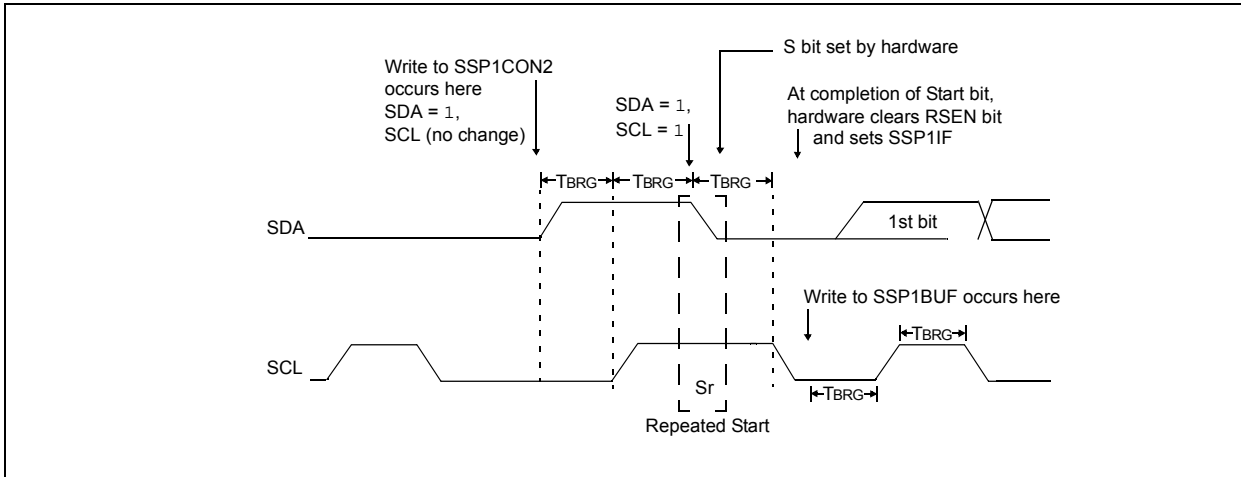 S bit set by hardware
Write to SSP1CON2
occurs here
SDA = 1,
SCL (no change)
SDA = 1,
SCL = 1
At completion of Start bit,
hardware clears RSEN bit
and sets SSP1IF
TBRG TBRG TBRG
SDA
1st bit
Write to SSP1BUF occurs here
TBRG
SCL
Sr
TBRG
Repeated Start